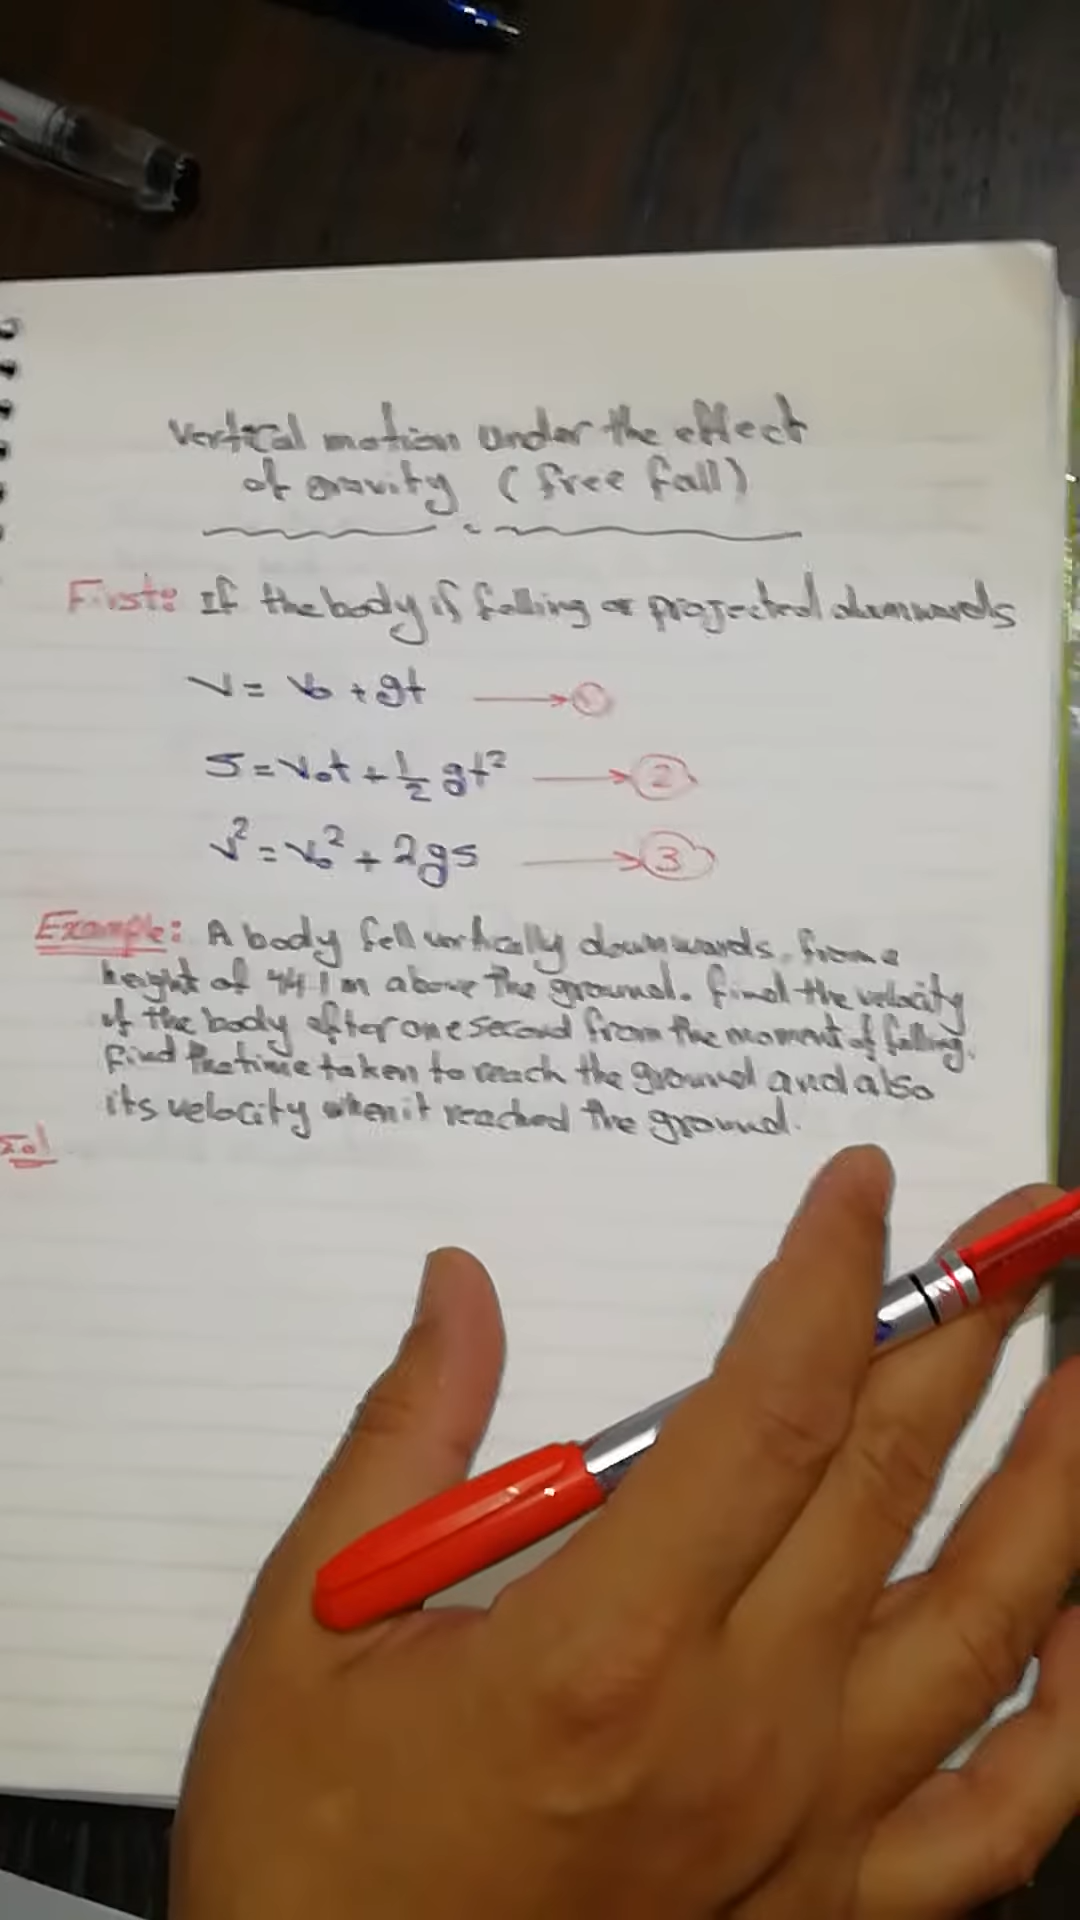 Vertical motion under the effect
of gravity (free fall)
First: If the body if falling or projected downwards
V = V₀ + gt → ①
S = V₀t + ½ gt² → ②
V² = V₀² + 2gs → ③
Example: A body fell vertically downwards, from a
height of 44.1 m above the ground. find the velocity
of the body after one second from the moment of falling.
find the time taken to reach the ground and also
its velocity when it reached the ground.
Sol